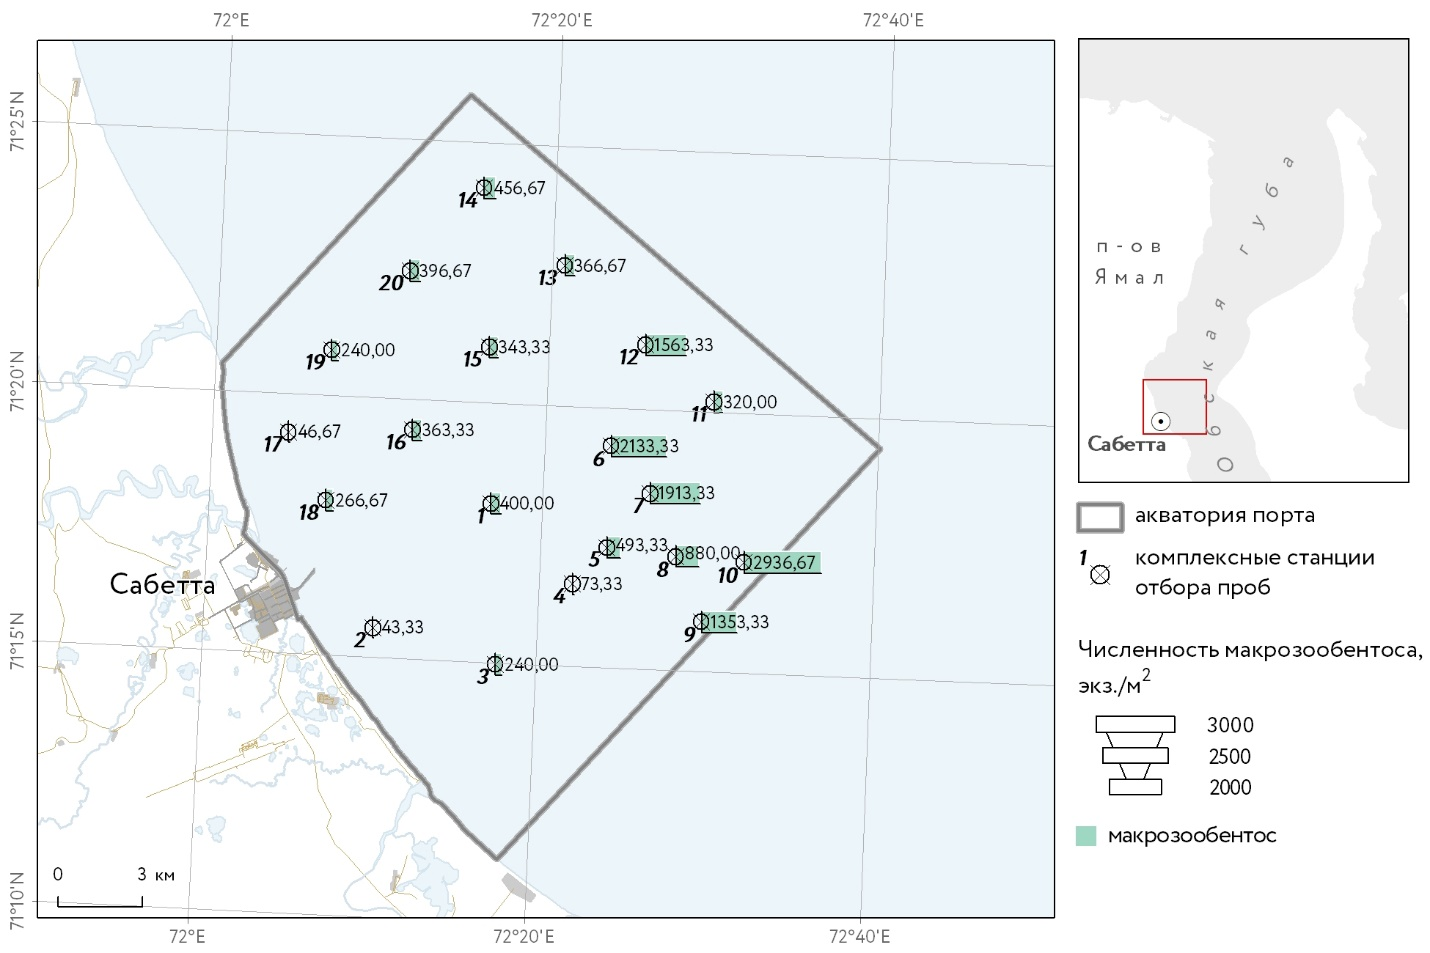 72°E
72°20'E
72°40'E
71°25'N
71°20'N
71°15'N
71°10'N
14
456,67
20
396,67
13
366,67
19
240,00
15
343,33
12
1563,33
11
320,00
17
46,67
16
363,33
6
2133,33
18
266,67
1
400,00
7
1913,33
5
493,33
8
880,00
10
2936,67
4
73,33
Сабетта
2
43,33
9
1353,33
3
240,00
0
3 км
72°E
72°20'E
72°40'E
п-ов
Ямал
Обская губа
Сабетта
акватория порта
1
комплексные станции
отбора проб
Численность макрозообентоса,
экз./м²
3000
2500
2000
макрозообентос